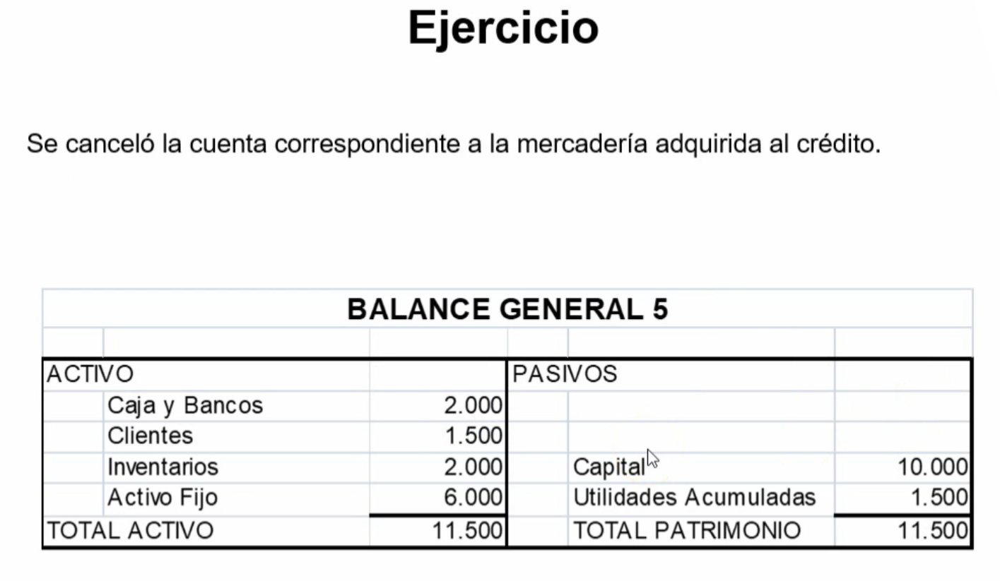 Ejercicio
Se canceló la cuenta correspondiente a la mercadería adquirida al crédito.
BALANCE GENERAL 5
ACTIVO PASIVOS
Caja y Bancos 2.000
Clientes 1.500
Inventarios 2.000 Capital 10.000
Activo Fijo 6.000 Utilidades Acumuladas 1.500
TOTAL ACTIVO 11.500 TOTAL PATRIMONIO 11.500